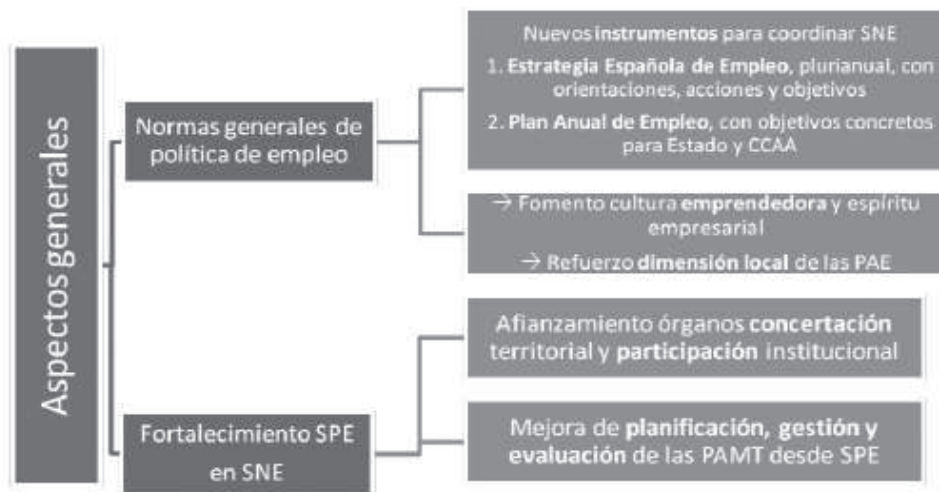 Aspectos generales
Normas generales de
política de empleo
Nuevos instrumentos para coordinar SNE
1. Estrategia Española de Empleo, plurianual, con
orientaciones, acciones y objetivos
2. Plan Anual de Empleo, con objetivos concretos
para Estado y CCAA
→ Fomento cultura emprendedora y espíritu
empresarial
→ Refuerzo dimensión local de las PAE
Fortalecimiento SPE
en SNE
Afianzamiento órganos concertación
territorial y participación institucional
Mejora de planificación, gestión y
evaluación de las PAMT desde SPE